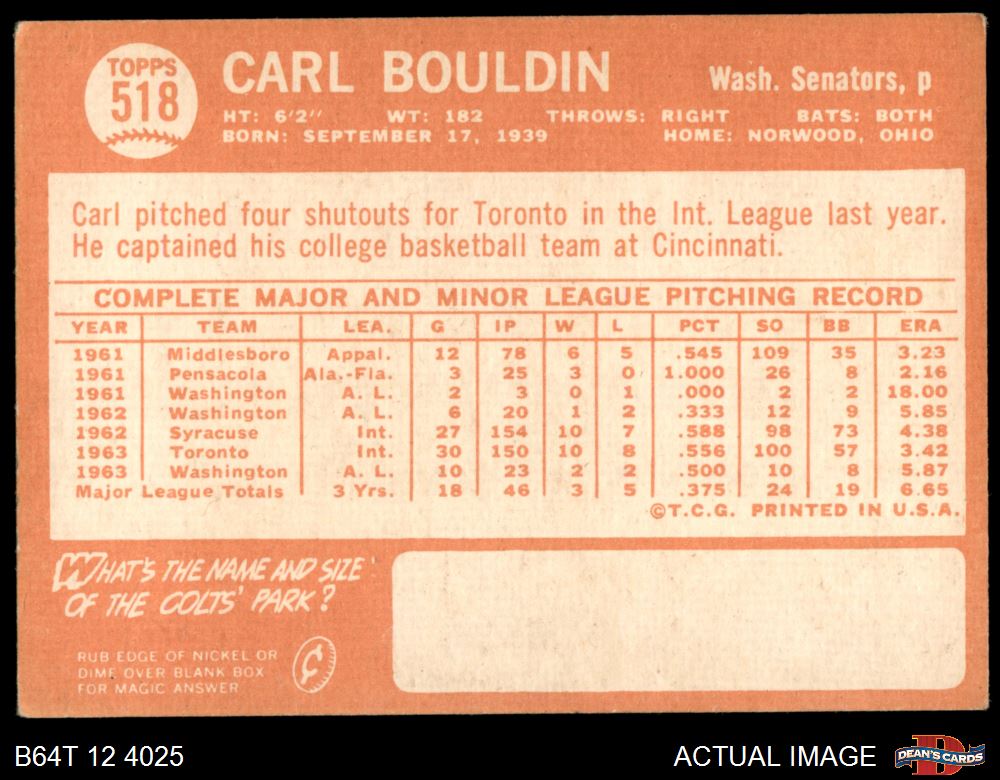 TOPPS
518
CARL BOULDIN
Wash. Senators, p
HT: 6'2" WT: 182 THROWS: RIGHT BATS: BOTH
BORN: SEPTEMBER 17, 1939 HOME: NORWOOD, OHIO
Carl pitched four shutouts for Toronto in the Int. League last year.
He captained his college basketball team at Cincinnati.
COMPLETE MAJOR AND MINOR LEAGUE PITCHING RECORD
YEAR TEAM LEA. G IP W L PCT SO BB ERA
1961 Middlesboro Appal. 12 78 6 5 .545 109 35 3.23
1961 Pensacola Ala.-Fla. 3 25 3 0 1.000 26 8 2.16
1961 Washington A. L. 2 3 0 1 .000 2 2 18.00
1962 Washington A. L. 6 20 1 2 .333 12 9 5.85
1962 Syracuse Int. 27 154 10 7 .588 98 73 4.38
1963 Toronto Int. 30 150 10 8 .556 100 57 3.42
1963 Washington A. L. 10 23 2 2 .500 10 8 5.87
Major League Totals 3 Yrs. 18 46 3 5 .375 24 19 6.65
©T.C.G. PRINTED IN U.S.A.
WHAT'S THE NAME AND SIZE
OF THE COLTS' PARK?
RUB EDGE OF NICKEL OR
DIME OVER BLANK BOX
FOR MAGIC ANSWER
B64T 12 4025
ACTUAL IMAGE
D
DEAN'S CARDS